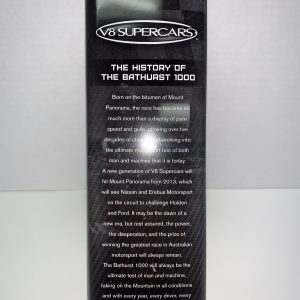 V8 SUPERCARS
THE HISTORY OF
THE BATHURST 1000
Born on the bitumen of Mount
Panorama, the race has become so
much more than a display of pure
speed and guile, growing over five
decades of evolving into
the ultimate test of both
man and machine that it is today.
A new generation of V8 Supercars will
hit Mount Panorama from 2013, which
will see Nissan and Erebus Motorsport
on the circuit to challenge Holden
and Ford. It may be the dawn of a
new era, but rest assured, the power,
the desperation, and the prize of
winning the greatest race in Australian
motorsport will always remain.
The Bathurst 1000 will always be the
ultimate test of man and machine,
taking on the Mountain in all conditions
and with every year, every driver, every